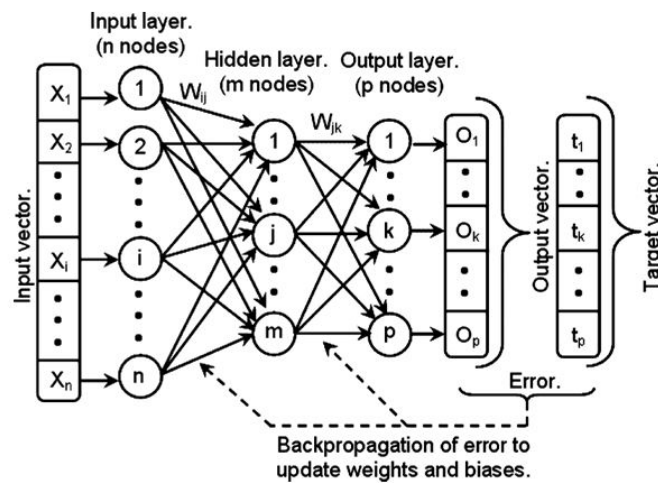 Input layer.
(n nodes)
Hidden layer.
(m nodes)
Output layer.
(p nodes)
Input vector.
X1
X2
Xi
Xn
1
2
i
n
Wij
1
j
m
Wjk
1
k
p
O1
Ok
Op
Output vector.
t1
tk
tp
Target vector.
Error.
Backpropagation of error to
update weights and biases.